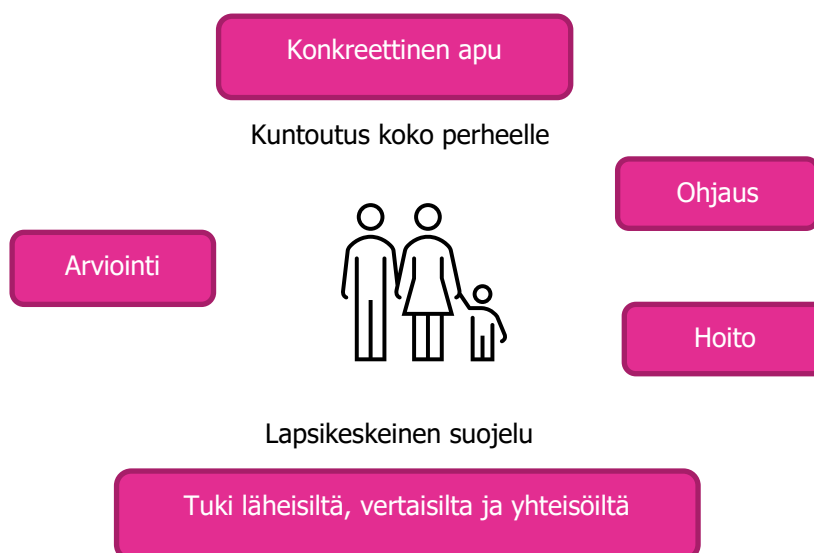 Konkreettinen apu
Kuntoutus koko perheelle
Ohjaus
Arviointi
Hoito
Lapsikeskeinen suojelu
Tuki läheisiltä, vertaisilta ja yhteisöiltä